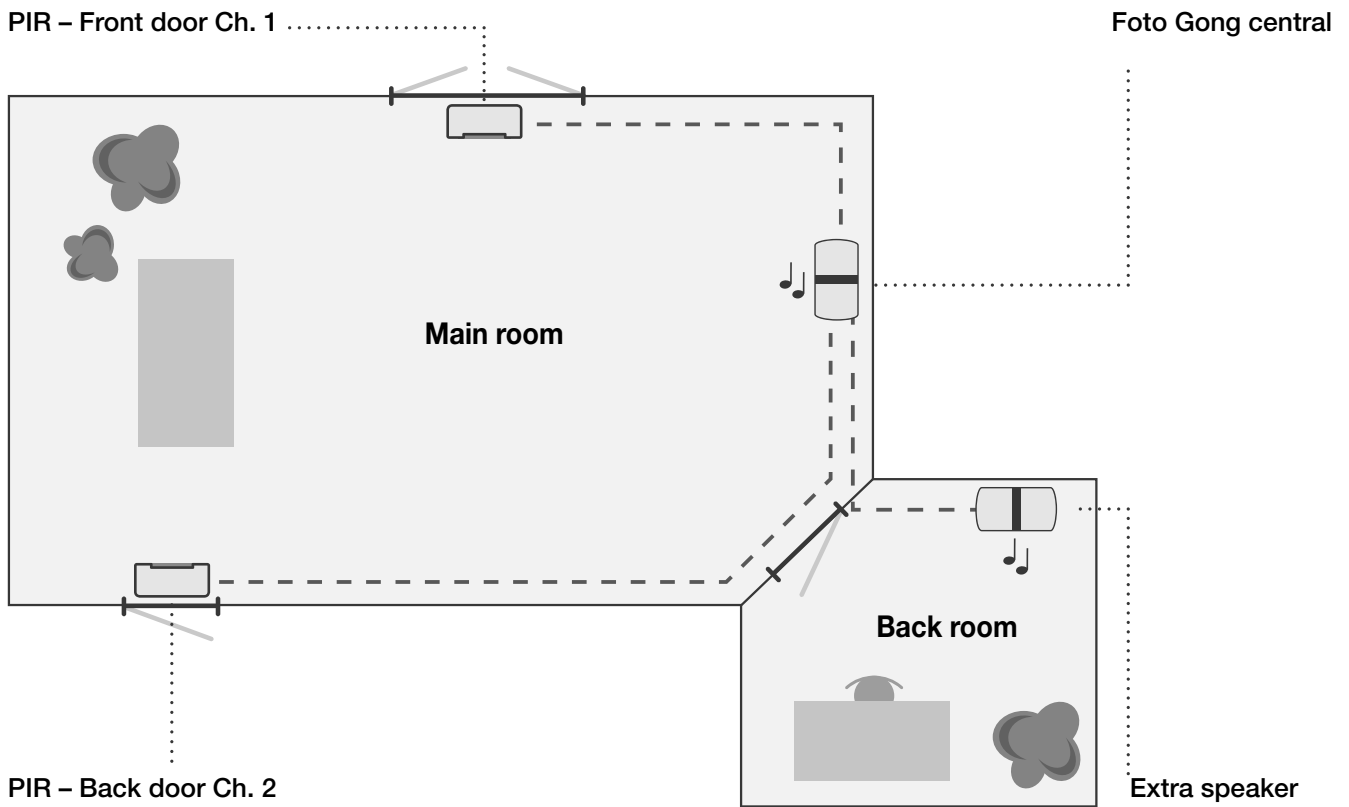 PIR – Front door Ch. 1
Foto Gong central
Main room
Back room
PIR – Back door Ch. 2
Extra speaker